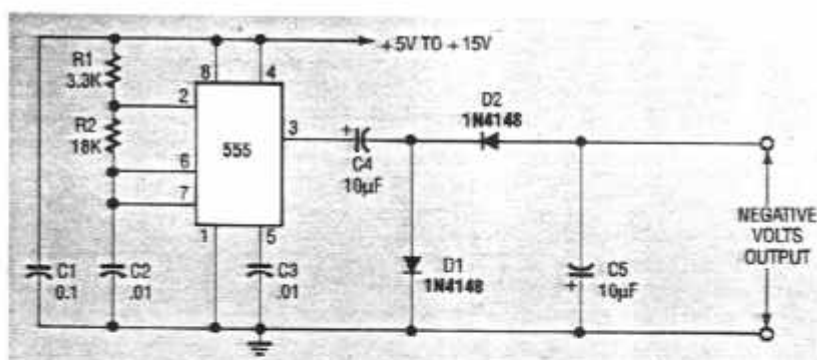 +5V TO +15V
R1
3.3K
8
4
2
D2
1N4148
R2
18K
3
555
6
C4
10µF
7
NEGATIVE
VOLTS
OUTPUT
1
5
C1
0.1
C2
.01
C3
.01
D1
1N4148
C5
10µF
+
+